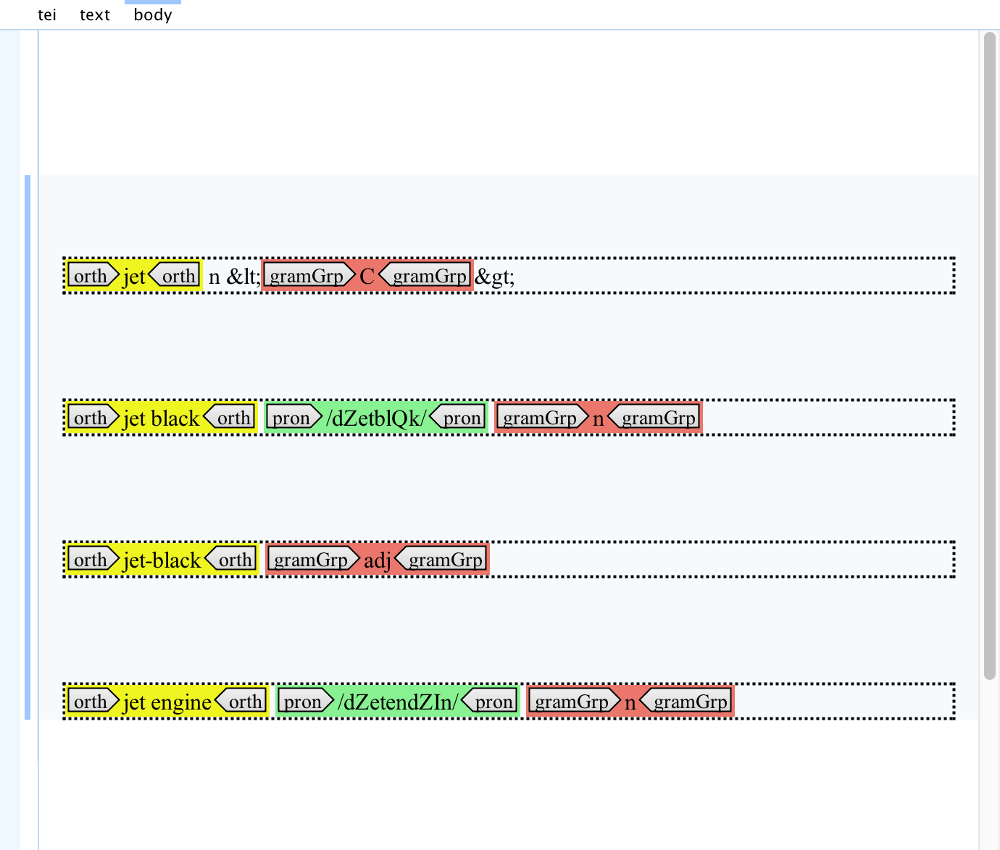 tei text body
orth jet orth n &lt; gramGrp C gramGrp &gt;
orth jet black orth pron /dZetblQk/ pron gramGrp n gramGrp
orth jet-black orth gramGrp adj gramGrp
orth jet engine orth pron /dZetendZIn/ pron gramGrp n gramGrp